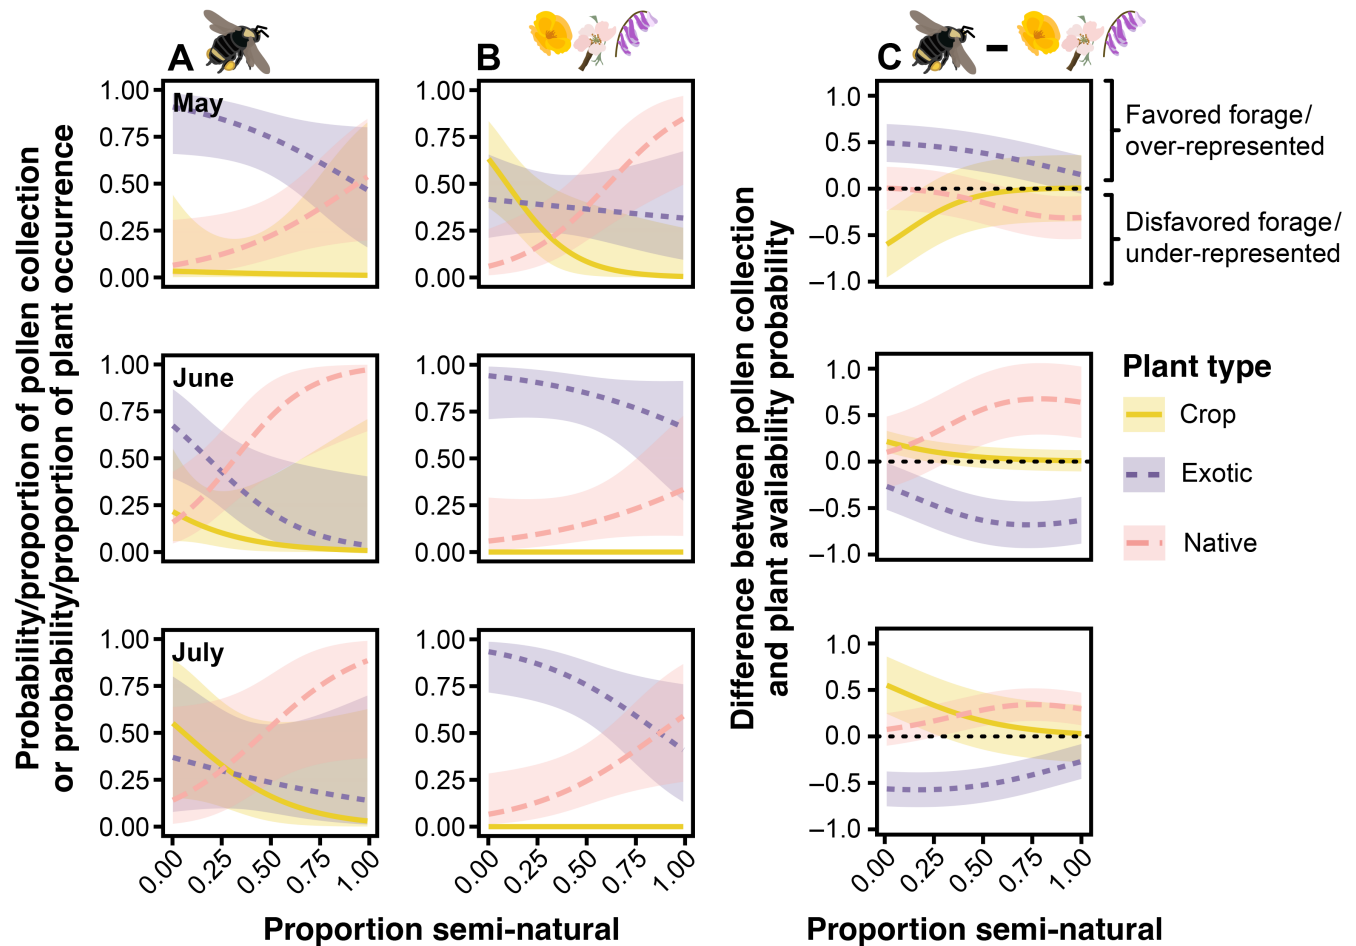 A
B
C
Probability/proportion of pollen collection
or probability/proportion of plant occurrence
1.00
0.75
0.50
0.25
0.00
May
1.00
0.75
0.50
0.25
0.00
Difference between pollen collection
and plant availability probability
1.0
0.5
0.0
–0.5
–1.0
Favored forage/
over-represented
Disfavored forage/
under-represented
1.00
0.75
0.50
0.25
0.00
June
1.00
0.75
0.50
0.25
0.00
1.0
0.5
0.0
–0.5
–1.0
Plant type
Crop
Exotic
Native
1.00
0.75
0.50
0.25
0.00
July
1.00
0.75
0.50
0.25
0.00
1.0
0.5
0.0
–0.5
–1.0
0.00 0.25 0.50 0.75 1.00
0.00 0.25 0.50 0.75 1.00
0.00 0.25 0.50 0.75 1.00
Proportion semi-natural
Proportion semi-natural